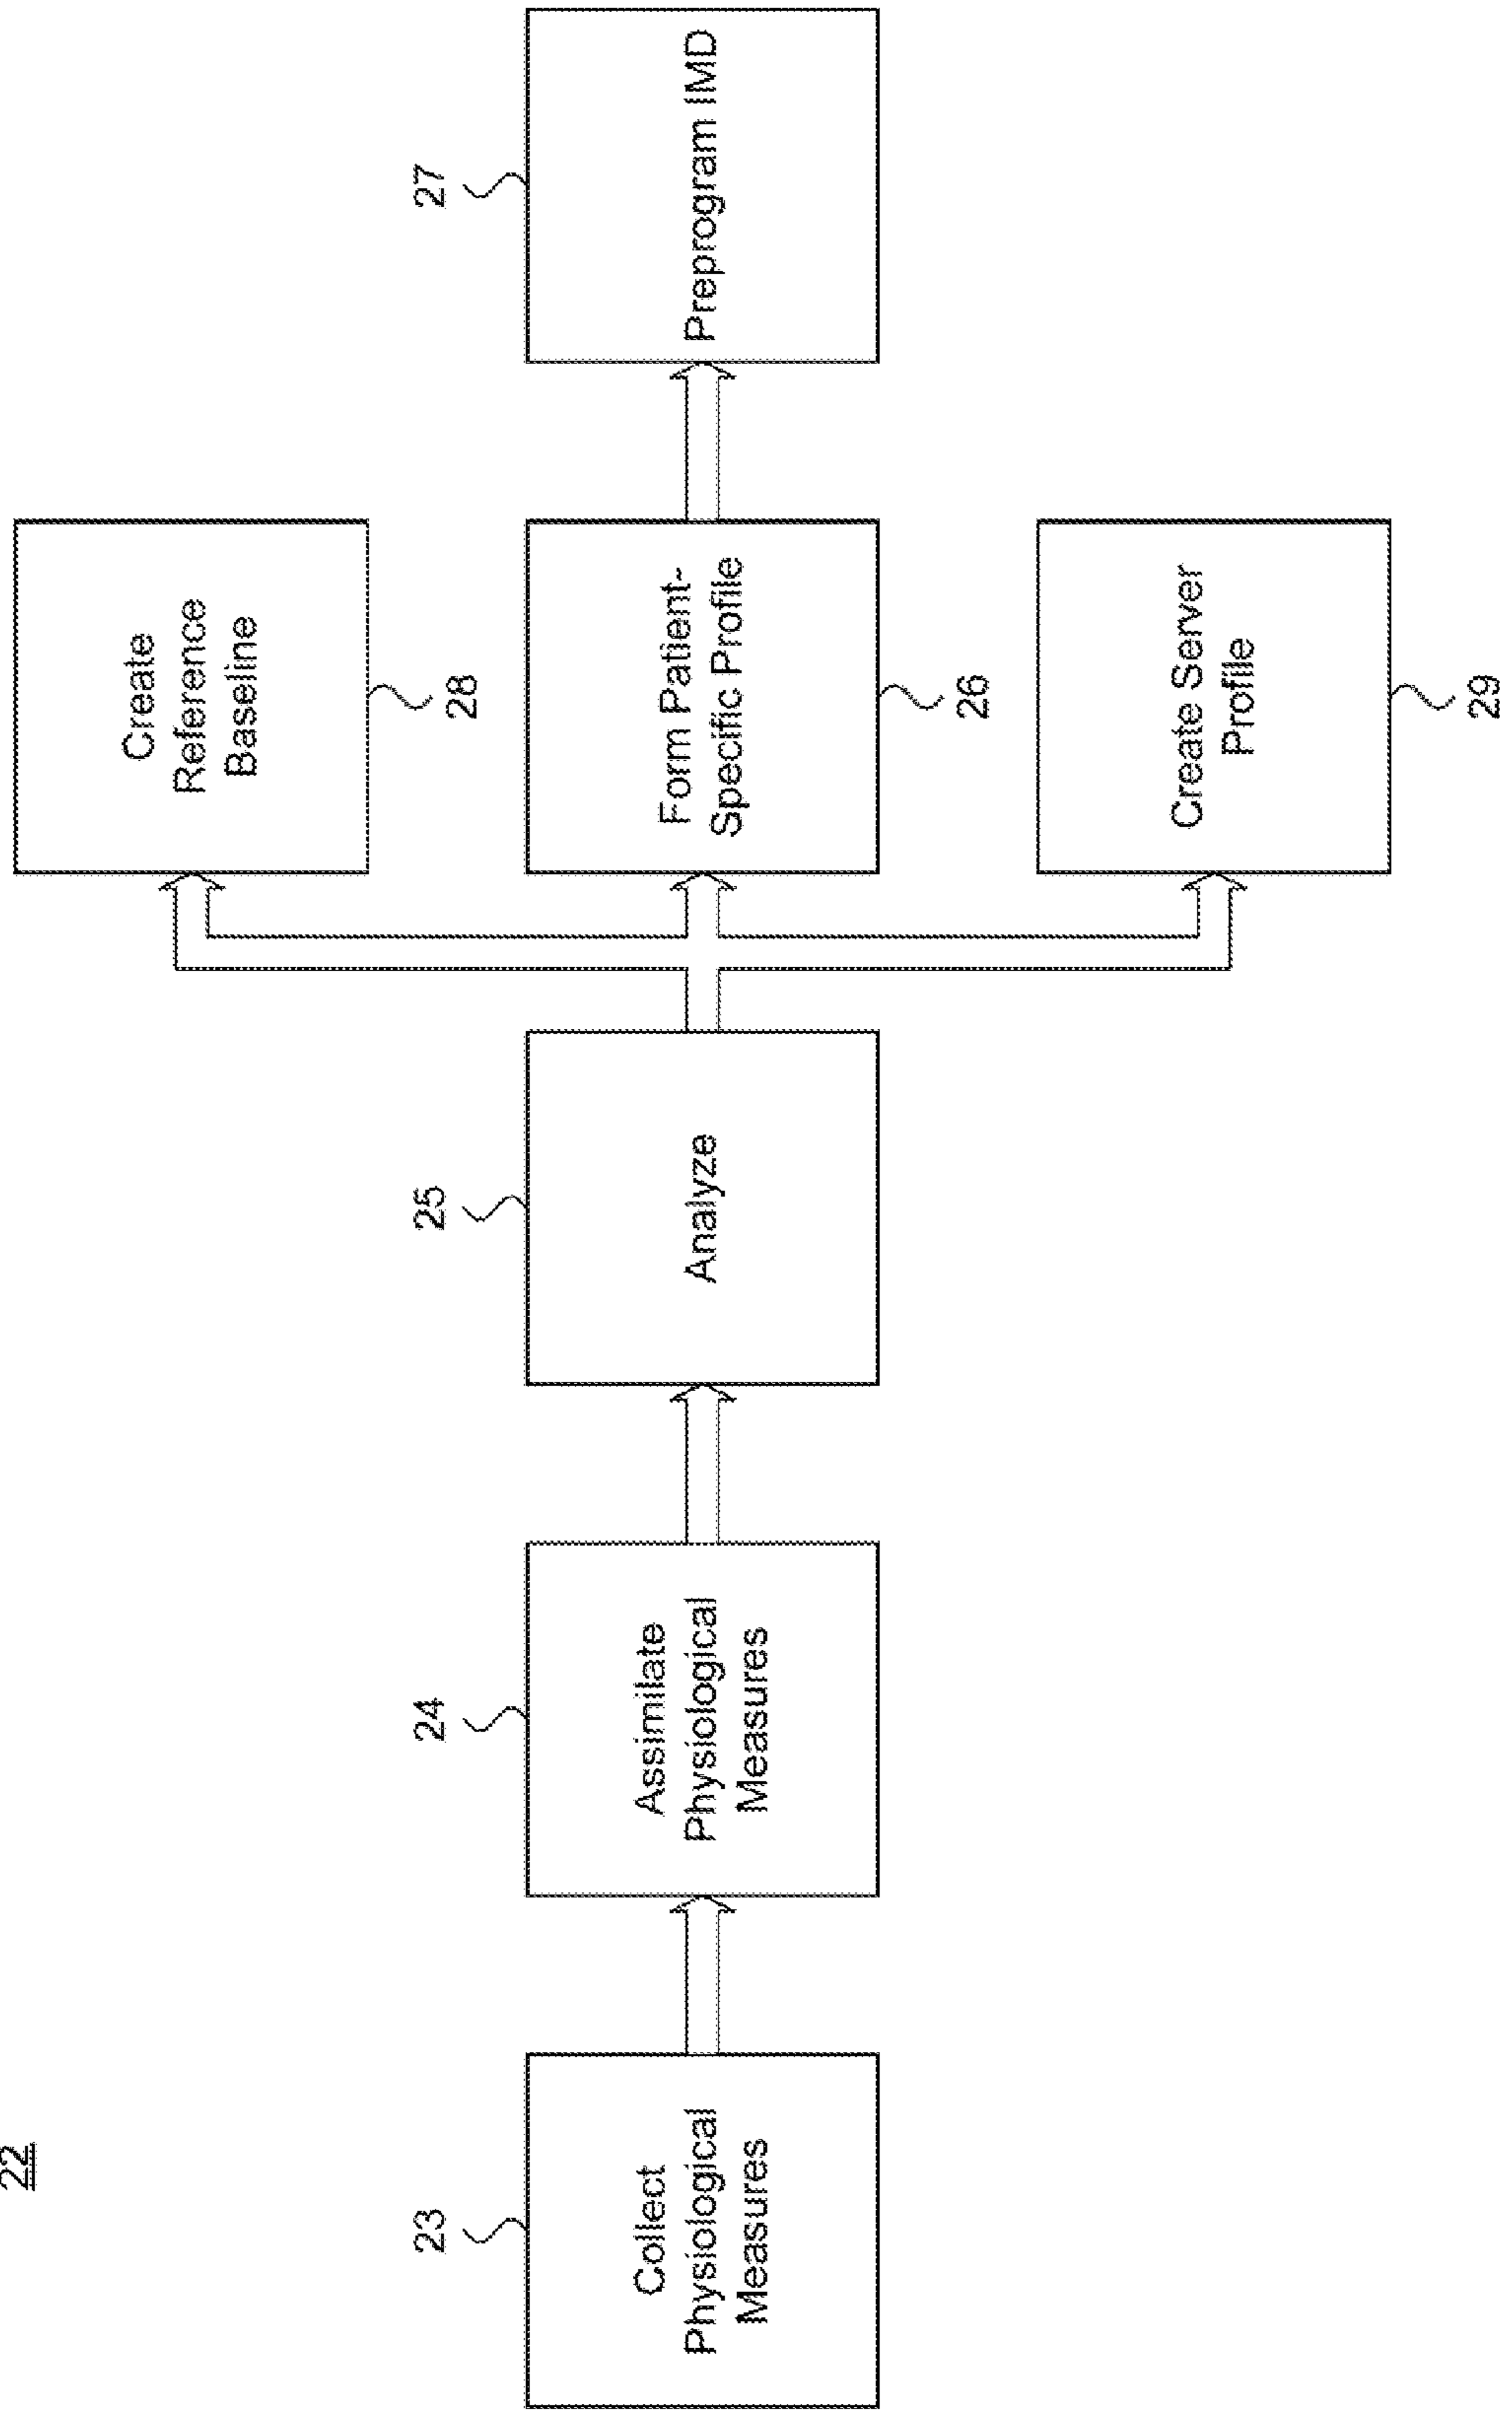 22
23
Collect
Physiological
Measures
24
Assimilate
Physiological
Measures
25
Analyze
Create
Reference
Baseline
28
Form Patient-
Specific Profile
26
Create Server
Profile
29
27
Preprogram IMD